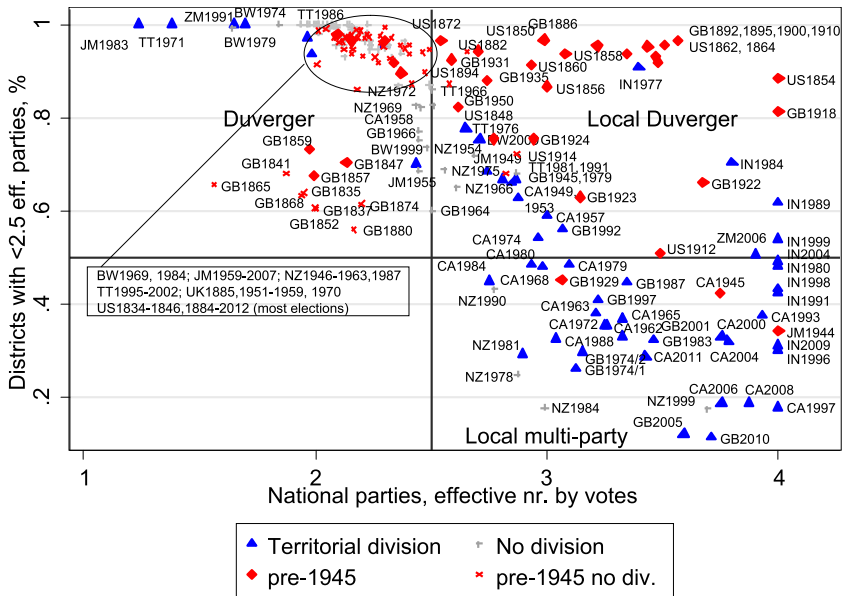 Districts with <2.5 eff. parties, %
1
.8
.6
.4
.2
ZM1991
BW1974
TT1986
US1872
US1850
GB1886
GB1892,1895,1900,1910
JM1983
TT1971
BW1979
US1882
US1858
US1862, 1864
GB1931
US1894
GB1935
US1860
IN1977
US1854
NZ1972
TT1966
US1856
NZ1969
GB1950
GB1918
Duverger
CA1958
US1848
Local Duverger
GB1859
GB1966
TT1976
BW2004
GB1924
BW1999
NZ1954
GB1841
GB1847
JM1949
US1914
IN1984
GB1857
NZ1975
TT1981, 1991
GB1865
GB1835
JM1955
GB1945,1979
GB1922
NZ1966
CA1949
GB1868
GB1874
GB1923
IN1989
GB1837
GB1964
1953
GB1852
CA1957
GB1880
GB1992
CA1974
ZM2006
IN1999
CA1980
US1912
IN2004
CA1984
CA1979
IN1980
BW1969, 1984; JM1959-2007; NZ1946-1963,1987
TT1995-2002; UK1885,1951-1959, 1970
US1834-1846,1884-2012 (most elections)
CA1968
GB1929
GB1987
CA1945
IN1998
NZ1990
GB1997
IN1991
CA1963
CA1965
CA1993
CA1972
CA1962
GB2001
CA2000
JM1944
NZ1981
CA1988
GB1983
IN2009
GB1974/2
CA2011
CA2004
IN1996
NZ1978
GB1974/1
CA2006
CA2008
NZ1984
NZ1999
CA1997
GB2005
Local multi-party
GB2010
1
2
3
4
National parties, effective nr. by votes
Territorial division
No division
pre-1945
pre-1945 no div.